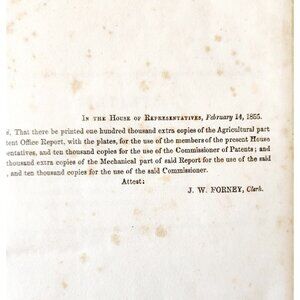 IN THE HOUSE OF REPRESENTATIVES, February 14, 1855.
That there be printed one hundred thousand extra copies of the Agricultural part
tent Office Report, with the plates, for the use of the members of the present House
sentatives, and ten thousand copies for the use of the Commissioner of Patents; and
thousand extra copies of the Mechanical part of said Report for the use of the said
, and ten thousand copies for the use of the said Commissioner.
Attest:
J. W. FORNEY, Clerk.